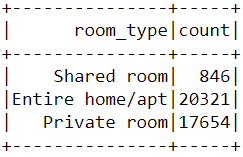 +---------------+-----+
|      room_type|count|
+---------------+-----+
|    Shared room|  846|
|Entire home/apt|20321|
|   Private room|17654|
+---------------+-----+